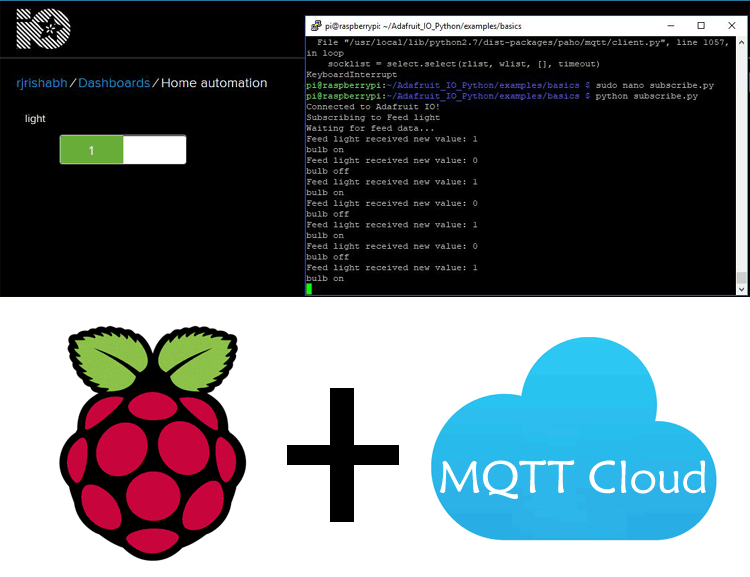 iO
rjrishabh / Dashboards / Home automation
light
1
pi@raspberrypi: ~/Adafruit_IO_Python/examples/basics
File "/usr/local/lib/python2.7/dist-packages/paho/mqtt/client.py", line 1057,
in loop
socklist = select.select(rlist, wlist, [], timeout)
KeyboardInterrupt
pi@raspberrypi:~/Adafruit_IO_Python/examples/basics $ sudo nano subscribe.py
pi@raspberrypi:~/Adafruit_IO_Python/examples/basics $ python subscribe.py
Connected to Adafruit IO!
Subscribing to Feed light
Waiting for feed data...
Feed light received new value: 1
bulb on
Feed light received new value: 0
bulb off
Feed light received new value: 1
bulb on
Feed light received new value: 0
bulb off
Feed light received new value: 1
bulb on
Feed light received new value: 0
bulb off
Feed light received new value: 1
bulb on
MQTT Cloud